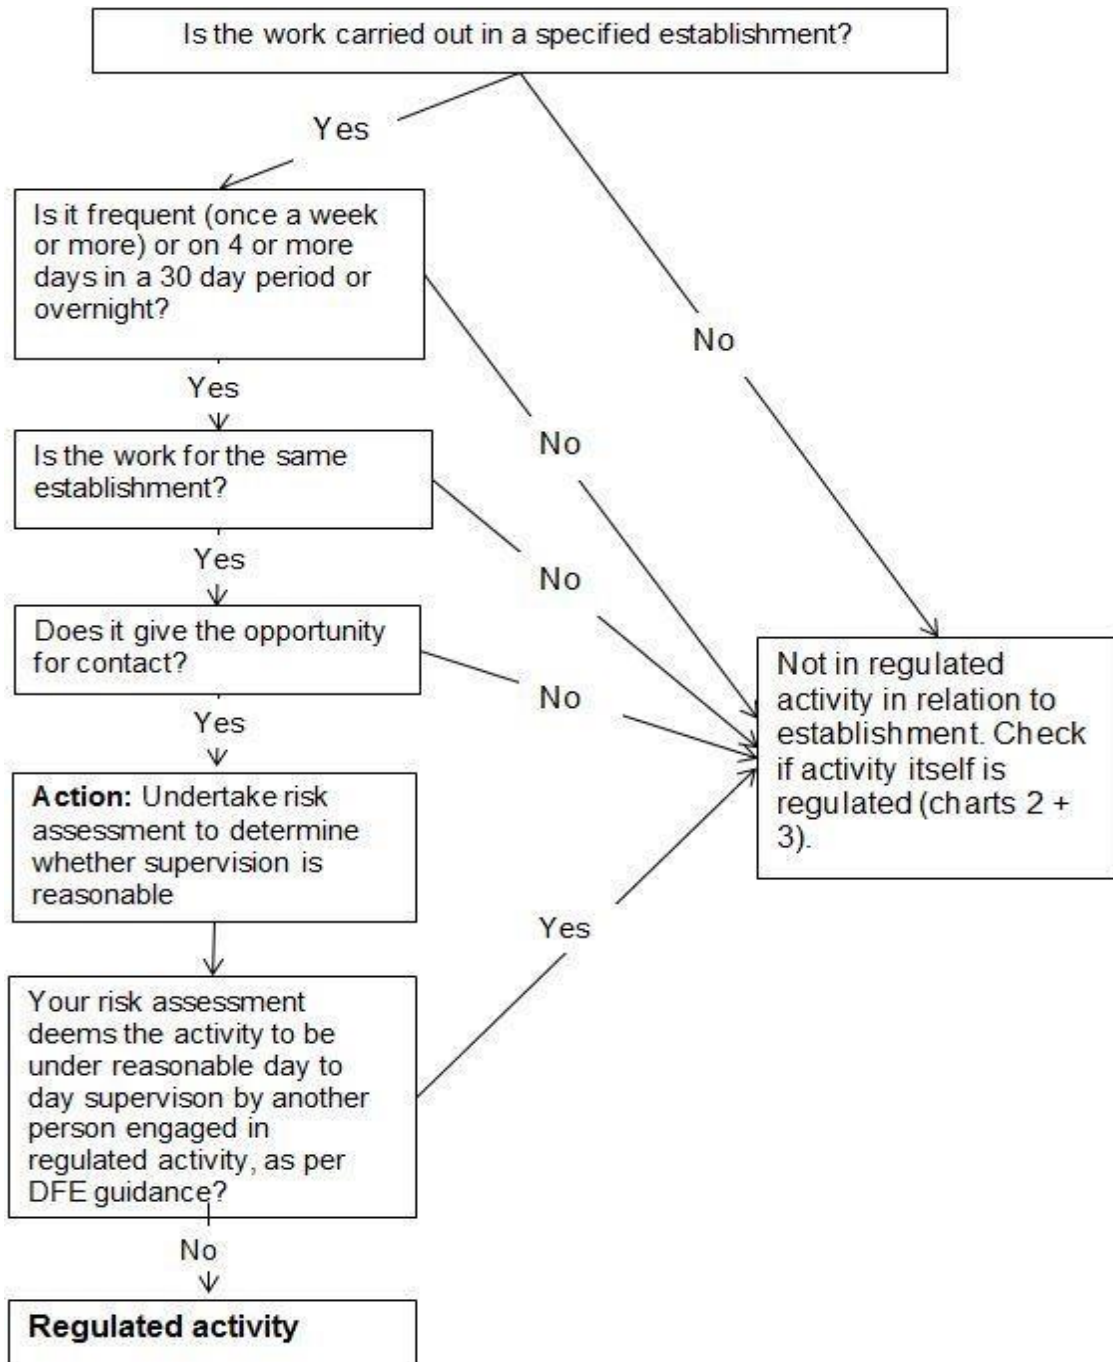 Is the work carried out in a specified establishment?
Yes
Is it frequent (once a week
or more) or on 4 or more
days in a 30 day period or
overnight?
No
Yes
No
Is the work for the same
establishment?
Yes
No
Does it give the opportunity
for contact?
No
Not in regulated
activity in relation to
establishment. Check
if activity itself is
regulated (charts 2 +
3).
Yes
Action: Undertake risk
assessment to determine
whether supervision is
reasonable
Yes
Your risk assessment
deems the activity to be
under reasonable day to
day supervison by another
person engaged in
regulated activity, as per
DFE guidance?
No
Regulated activity